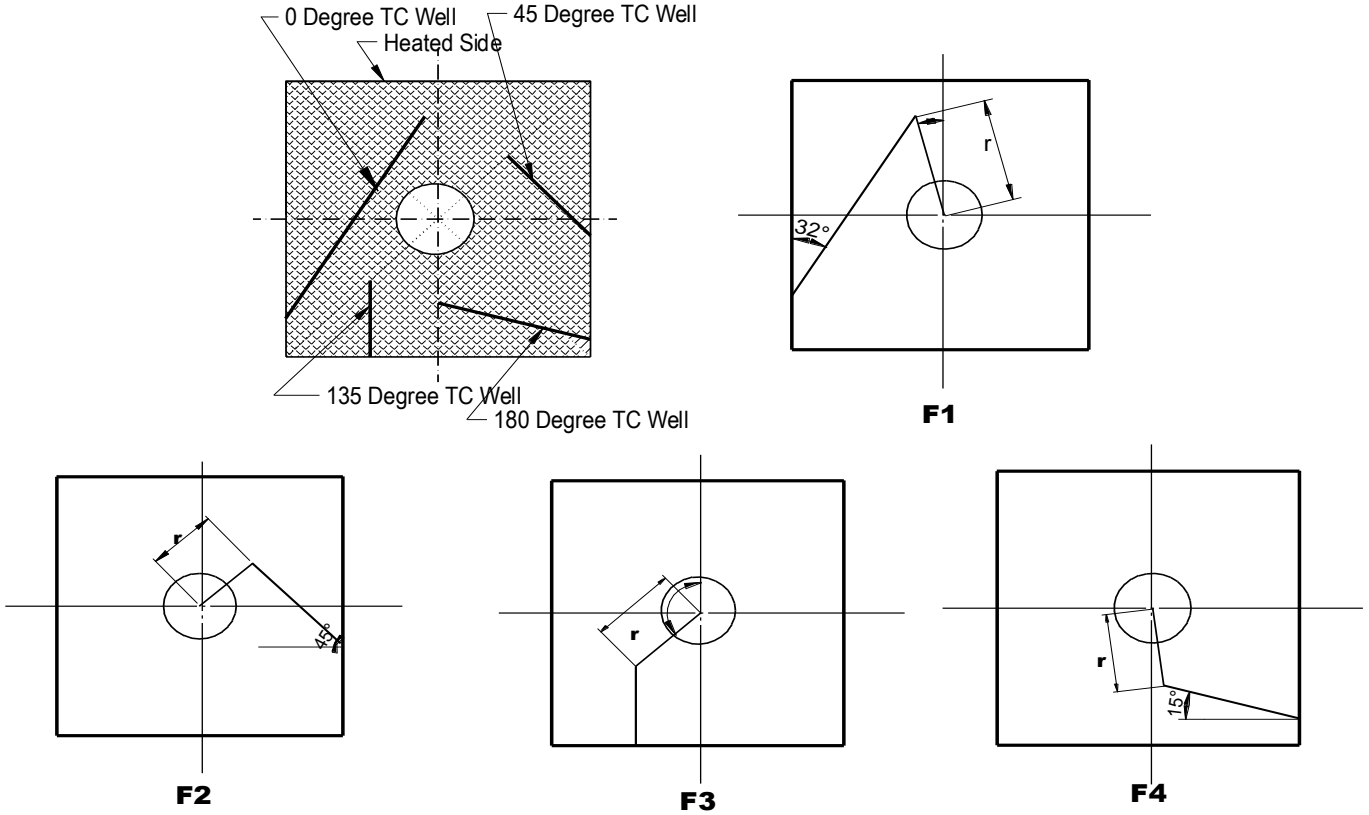 0 Degree TC Well
45 Degree TC Well
Heated Side
135 Degree TC Well
180 Degree TC Well
r
32°
F1
r
45°
F2
r
F3
r
15°
F4